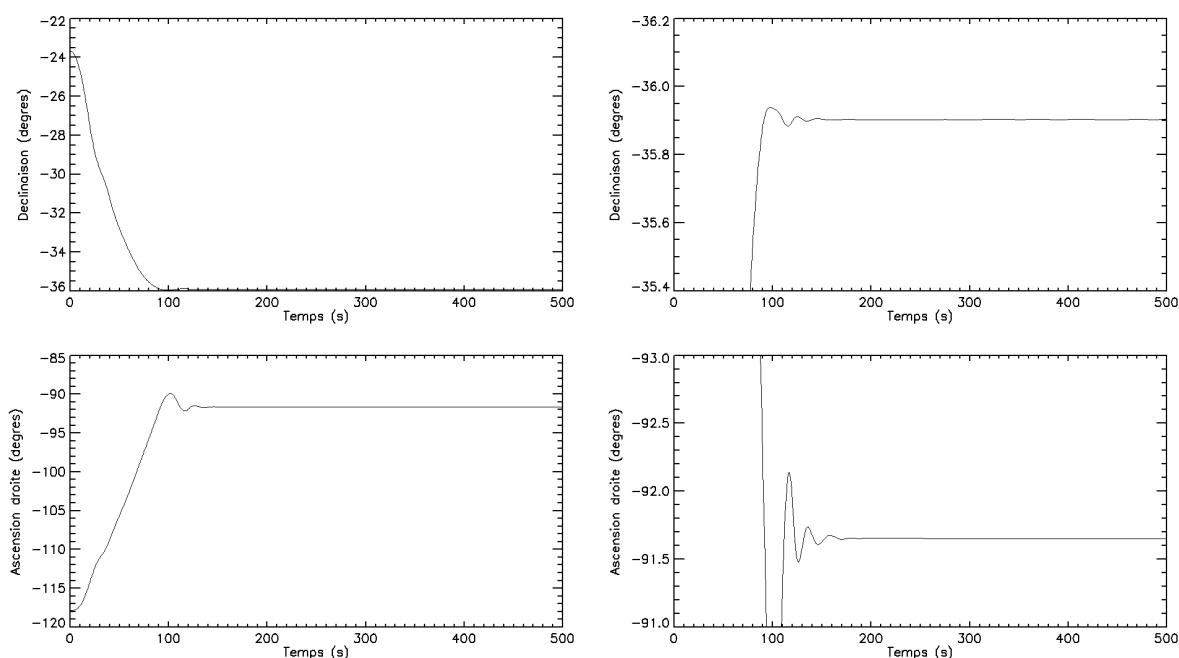 -22
-24
-26
-28
-30
-32
-34
-36
Declinaison (degres)
0 100 200 300 400 500
Temps (s)
-36.2
-36.0
-35.8
-35.6
-35.4
Declinaison (degres)
0 100 200 300 400 500
Temps (s)
-85
-90
-95
-100
-105
-110
-115
-120
Ascension droite (degres)
0 100 200 300 400 500
Temps (s)
-93.0
-92.5
-92.0
-91.5
-91.0
Ascension droite (degres)
0 100 200 300 400 500
Temps (s)